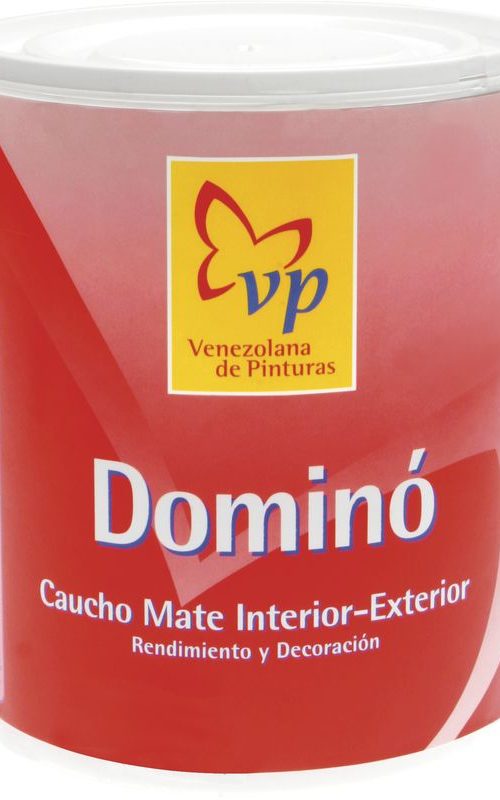 vp
Venezolana
de Pinturas
Dominó
Caucho Mate Interior-Exterior
Rendimiento y Decoración